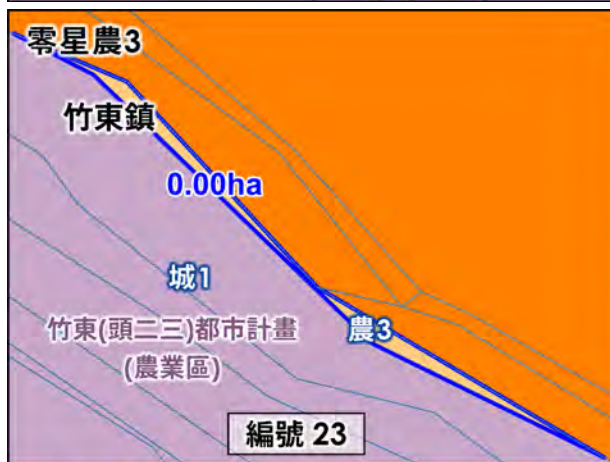 零星農3
竹東鎮
0.00ha
城1
竹東(頭二三)都市計畫
(農業區)
農3
編號 23